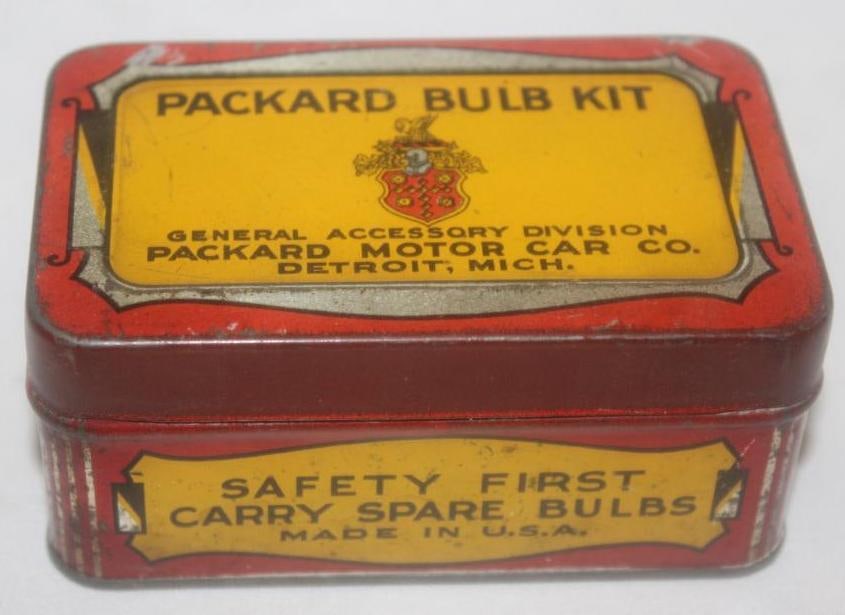 PACKARD BULB KIT
GENERAL ACCESSORY DIVISION
PACKARD MOTOR CAR CO.
DETROIT, MICH.
SAFETY FIRST
CARRY SPARE BULBS
MADE IN U.S.A.